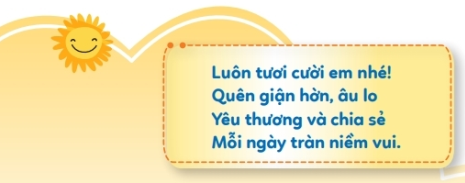 Luôn tươi cười em nhé!
Quên giận hờn, âu lo
Yêu thương và chia sẻ
Mỗi ngày tràn niềm vui.